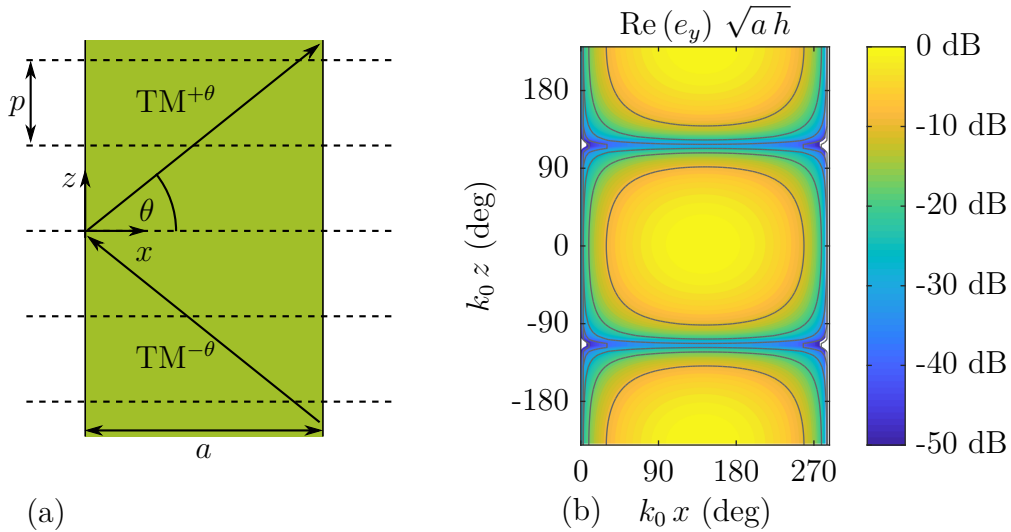 p
TM^{+θ}
z
θ
x
TM^{-θ}
a
(a)
Re (e_y) √(a h)
180
90
0
-90
-180
k_0 z (deg)
0 90 180 270
(b) k_0 x (deg)
0 dB
-10 dB
-20 dB
-30 dB
-40 dB
-50 dB